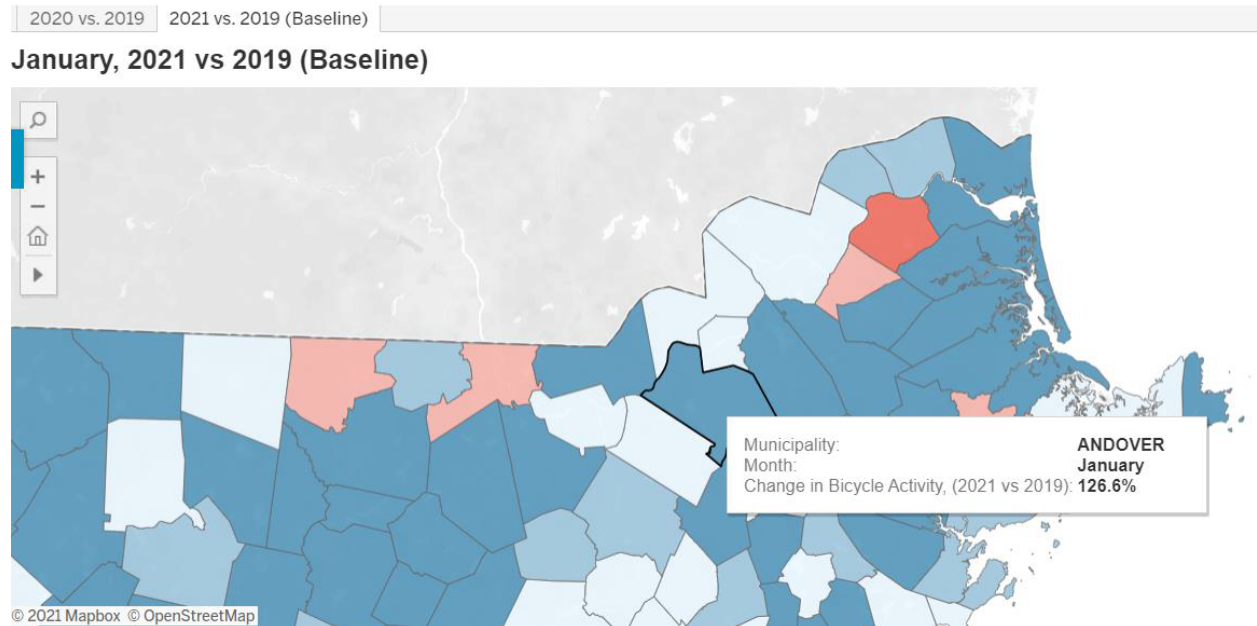 2020 vs. 2019 2021 vs. 2019 (Baseline)
January, 2021 vs 2019 (Baseline)
Municipality: ANDOVER
Month: January
Change in Bicycle Activity, (2021 vs 2019): 126.6%
© 2021 Mapbox © OpenStreetMap